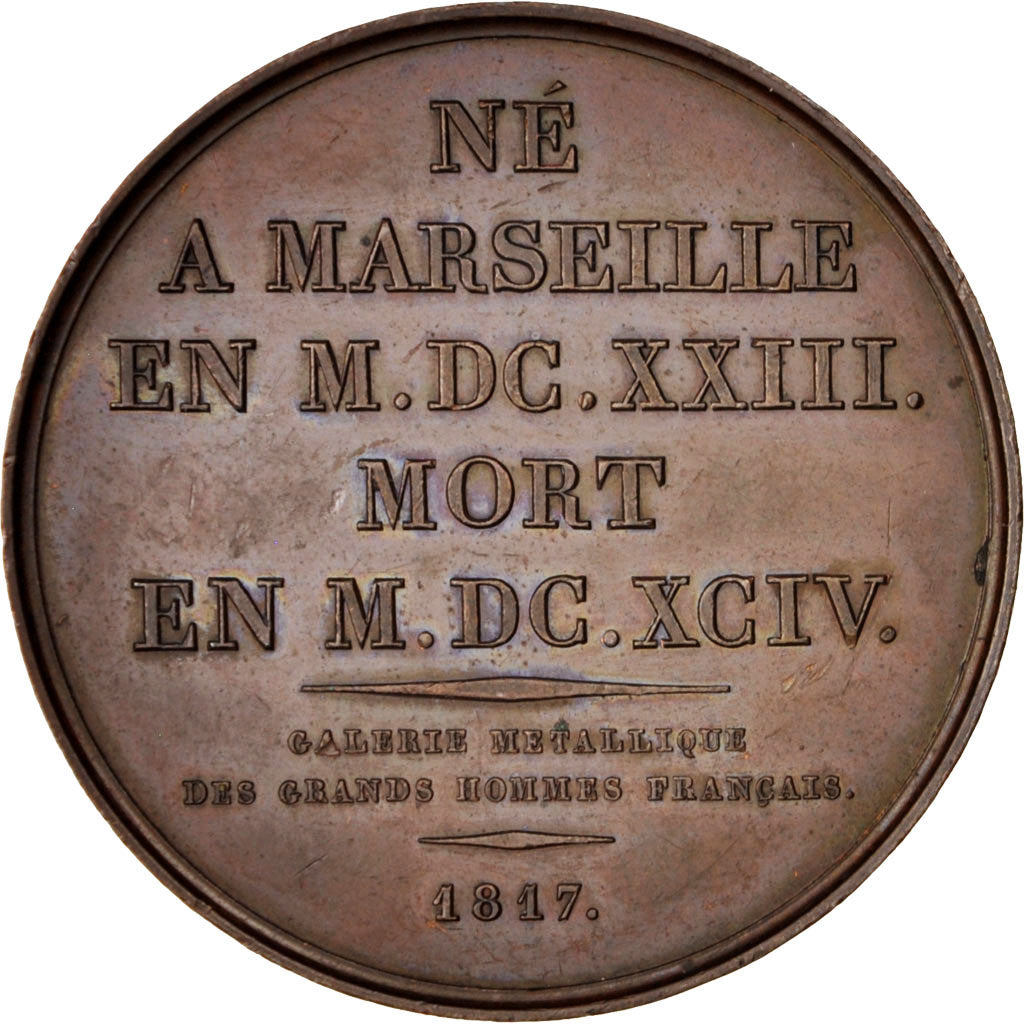 NÉ
A MARSEILLE
EN M.DC.XXIII.
MORT
EN M.DC.XCIV.
GALERIE METALLIQUE
DES GRANDS HOMMES FRANÇAIS.
1817.